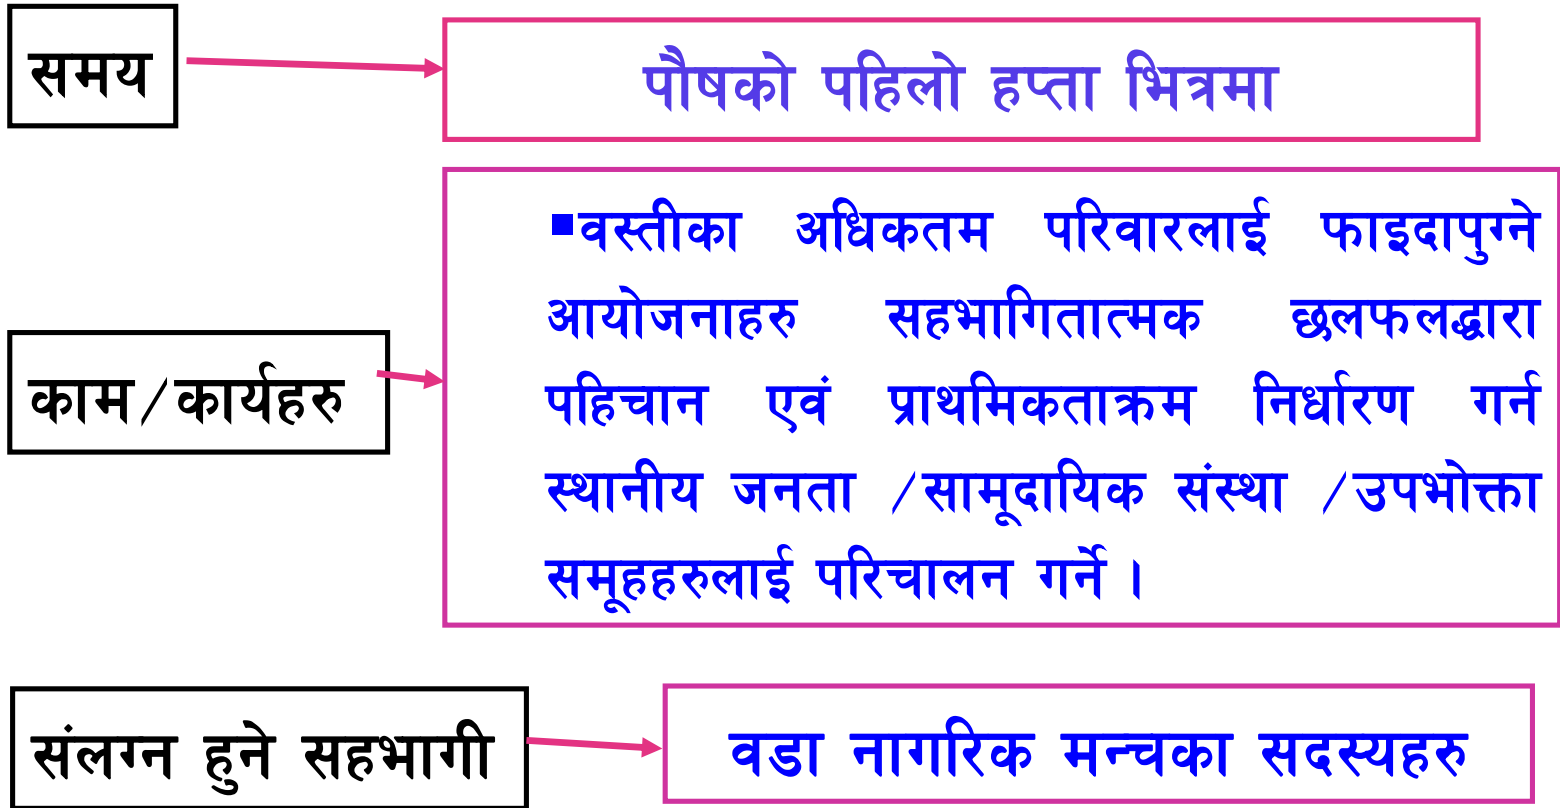 समय
पौषको पहिलो हप्ता भित्रमा
▪वस्तीका अधिकतम परिवारलाई फाइदापुग्ने
आयोजनाहरु सहभागितात्मक छलफलद्धारा
पहिचान एवं प्राथमिकताक्रम निर्धारण गर्न
स्थानीय जनता /सामूदायिक संस्था /उपभोक्ता
समूहहरुलाई परिचालन गर्ने ।
काम/कार्यहरु
संलग्न हुने सहभागी
वडा नागरिक मन्चका सदस्यहरु